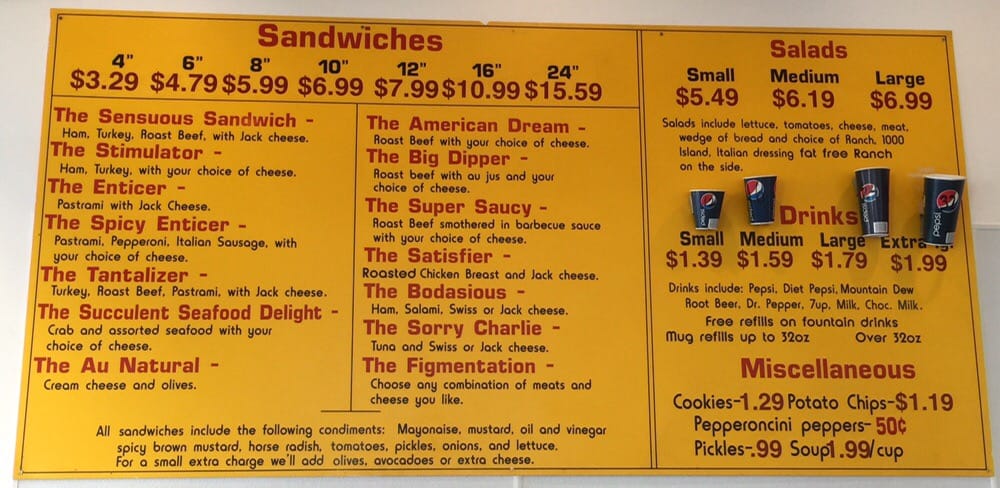 Sandwiches
4" 6" 8" 10" 12" 16" 24"
$3.29 $4.79 $5.99 $6.99 $7.99 $10.99 $15.59
The Sensuous Sandwich -
Ham, Turkey, Roast Beef, with Jack cheese.
The Stimulator -
Ham, Turkey, with your choice of cheese.
The Enticer -
Pastrami with Jack Cheese.
The Spicy Enticer -
Pastrami, Pepperoni, Italian Sausage, with
your choice of cheese.
The Tantalizer -
Turkey, Roast Beef, Pastrami, with Jack cheese.
The Succulent Seafood Delight -
Crab and assorted seafood with your
choice of cheese.
The Au Natural -
Cream cheese and olives.
The American Dream -
Roast Beef with your choice of cheese.
The Big Dipper -
Roast beef with au jus and your
choice of cheese.
The Super Saucy -
Roast Beef smothered in barbecue sauce
with your choice of cheese.
The Satisfier -
Roasted Chicken Breast and Jack cheese.
The Bodasious -
Ham, Salami, Swiss or Jack cheese.
The Sorry Charlie -
Tuna and Swiss or Jack cheese.
The Figmentation -
Choose any combination of meats and
cheese you like.
All sandwiches include the following condiments: Mayonaise, mustard, oil and vinegar
spicy brown mustard, horse radish, tomatoes, pickles, onions, and lettuce.
For a small extra charge we'll add olives, avocadoes or extra cheese.
Salads
Small Medium Large
$5.49 $6.19 $6.99
Salads include lettuce, tomatoes, cheese, meat,
wedge of bread and choice of Ranch, 1000
Island, Italian dressing fat free Ranch
on the side.
pepsi
Drinks
Small Medium Large Extra lg.
$1.39 $1.59 $1.79 $1.99
Drinks include: Pepsi, Diet Pepsi, Mountain Dew
Root Beer, Dr. Pepper, 7up, Milk, Choc. Milk.
Free refills on fountain drinks
Mug refills up to 32oz Over 32oz
Miscellaneous
Cookies-1.29 Potato Chips-$1.19
Pepperoncini peppers-50¢
Pickles-.99 Soup1.99/cup